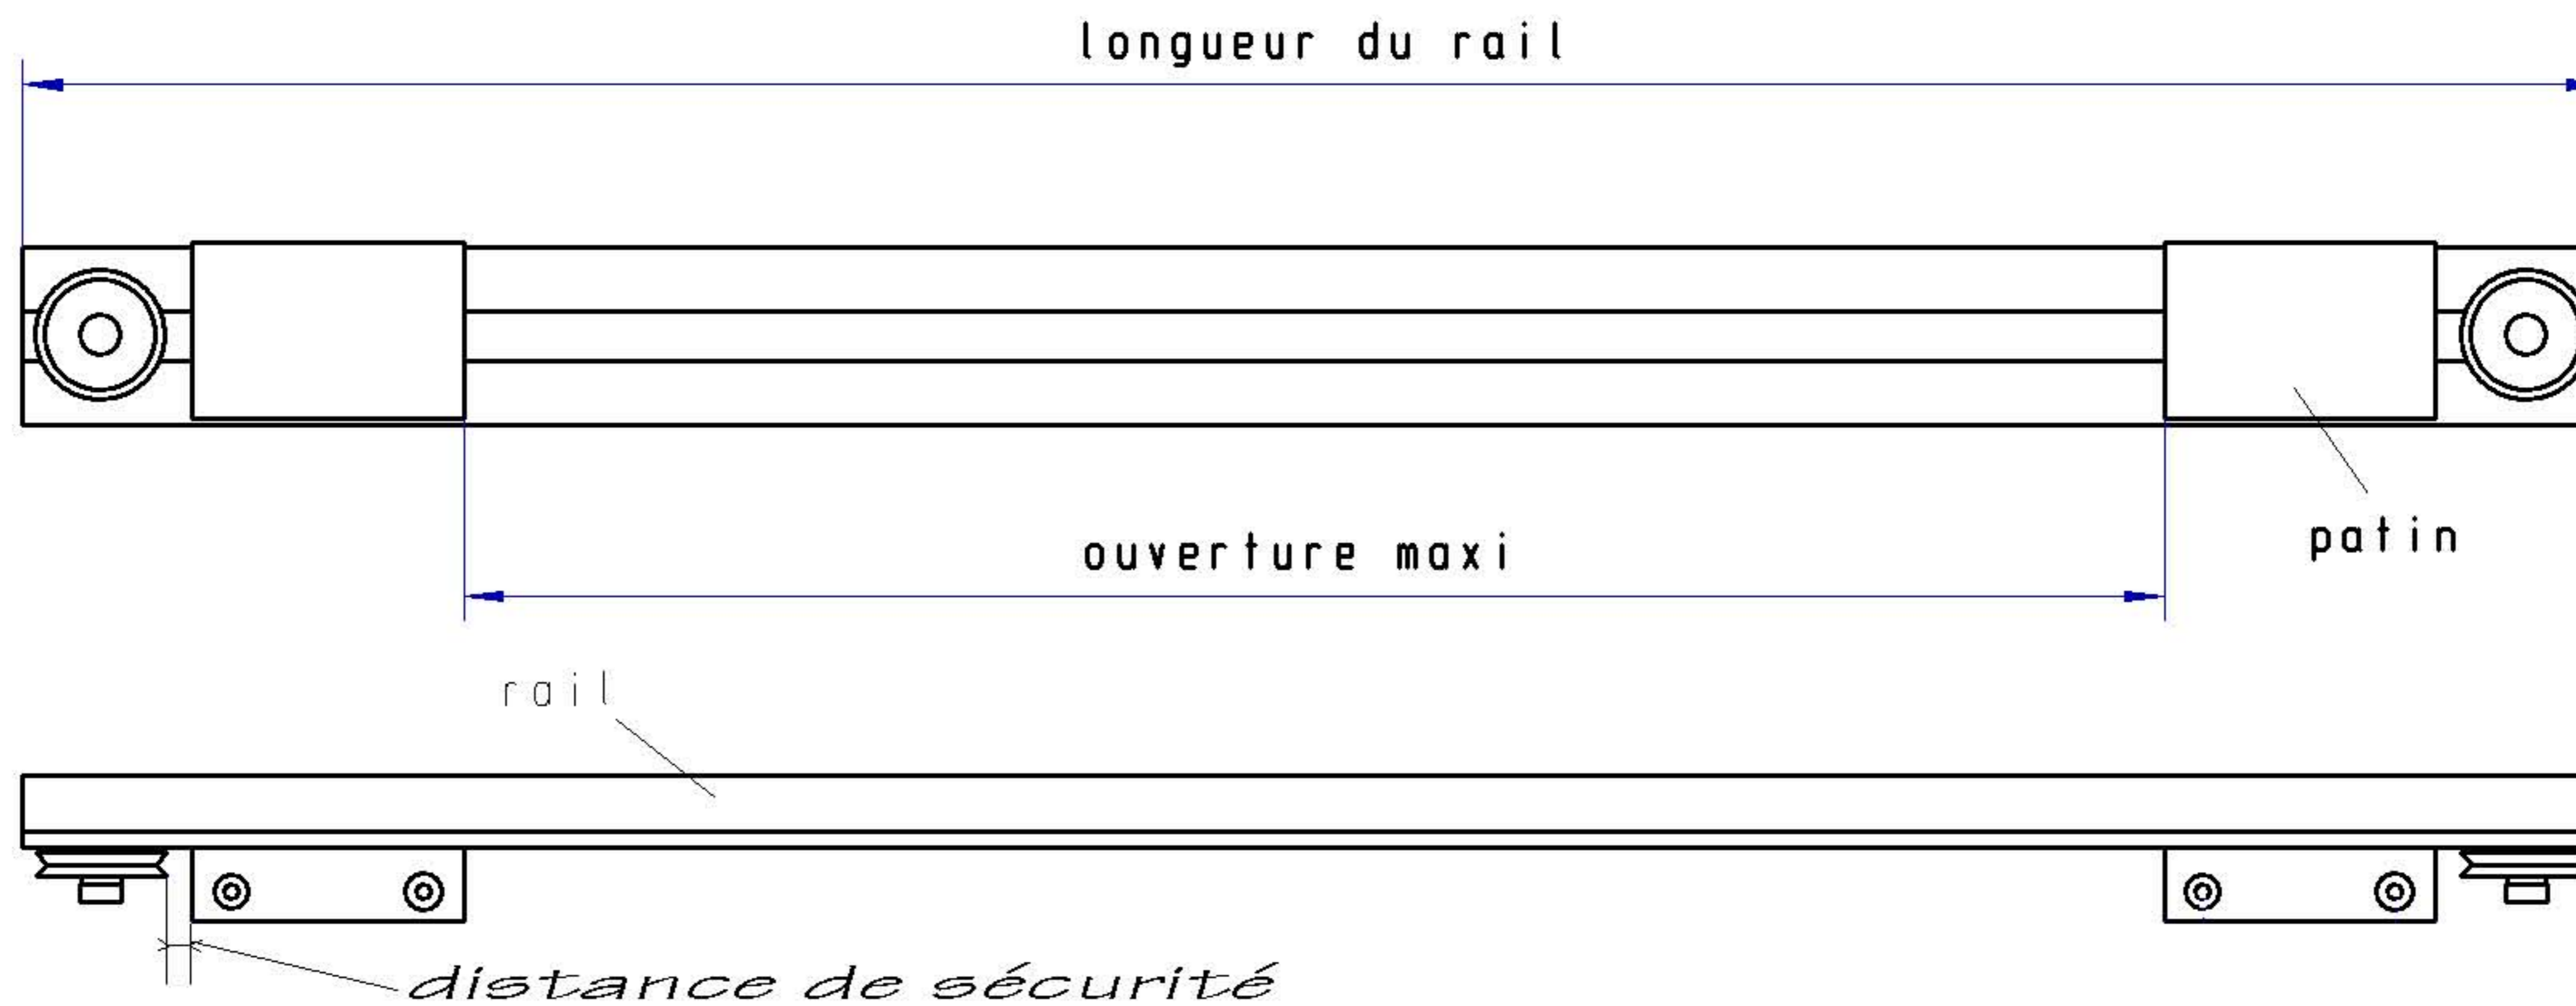 longueur du rail
ouverture maxi
patin
rail
distance de sécurité